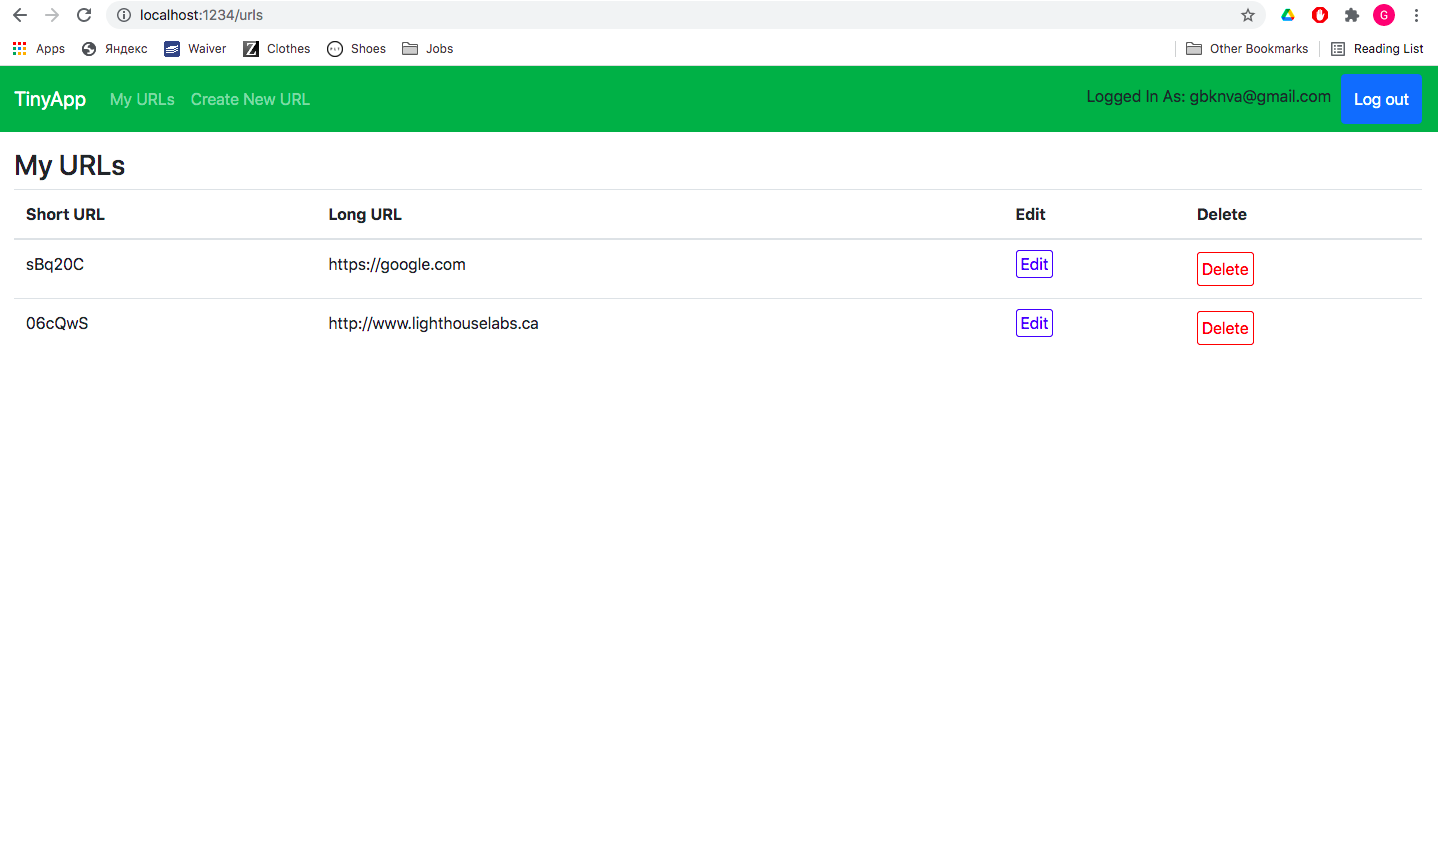 localhost:1234/urls
G
Apps Яндекс Waiver Clothes Shoes Jobs Other Bookmarks Reading List
TinyApp My URLs Create New URL Logged In As: gbknva@gmail.com Log out
My URLs
Short URL Long URL Edit Delete
sBq20C https://google.com Edit Delete
06cQwS http://www.lighthouselabs.ca Edit Delete